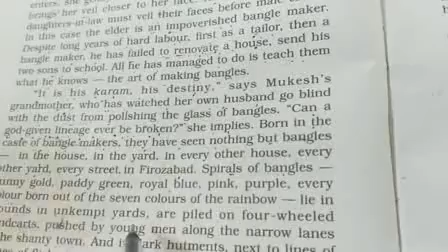 enters, she
brings her veil closer to her face.
daughters-in-law must veil their faces before male
in this case the elder is an impoverished bangle maker.
Despite long years of hard labour, first as a tailor, then a
bangle maker, he has failed to renovate a house, send his
two sons to school. All he has managed to do is teach them
what he knows — the art of making bangles.
"It is his karam, his destiny," says Mukesh's
grandmother, who has watched her own husband go blind
with the dust from polishing the glass of bangles. "Can a
god-given lineage ever be broken?" she implies. Born in the
caste of bangle makers, they have seen nothing but bangles
— in the house, in the yard, in every other house, every
other yard, every street in Firozabad. Spirals of bangles —
sunny gold, paddy green, royal blue, pink, purple, every
colour born out of the seven colours of the rainbow — lie in
mounds in unkempt yards, are piled on four-wheeled
handcarts, pushed by young men along the narrow lanes
the shanty town. And in dark hutments, next to lines of